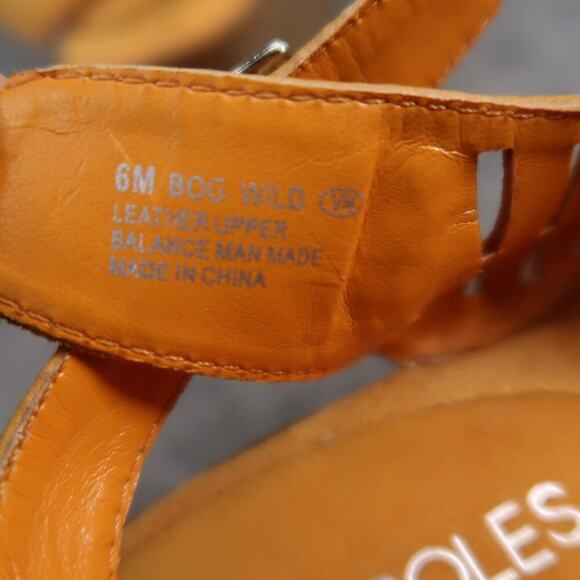 6M BOG WILD
LEATHER UPPER
BALANCE MAN MADE
MADE IN CHINA
OLES